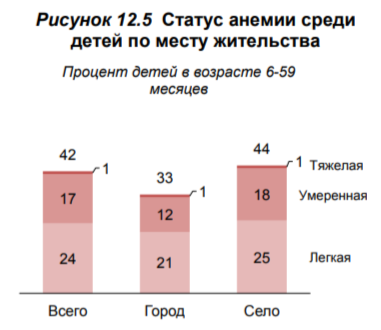 Рисунок 12.5 Статус анемии среди
детей по месту жительства
Процент детей в возрасте 6-59
месяцев
42
33
44
1
1
1
Тяжелая
17
12
18
Умеренная
24
21
25
Легкая
Всего
Город
Село